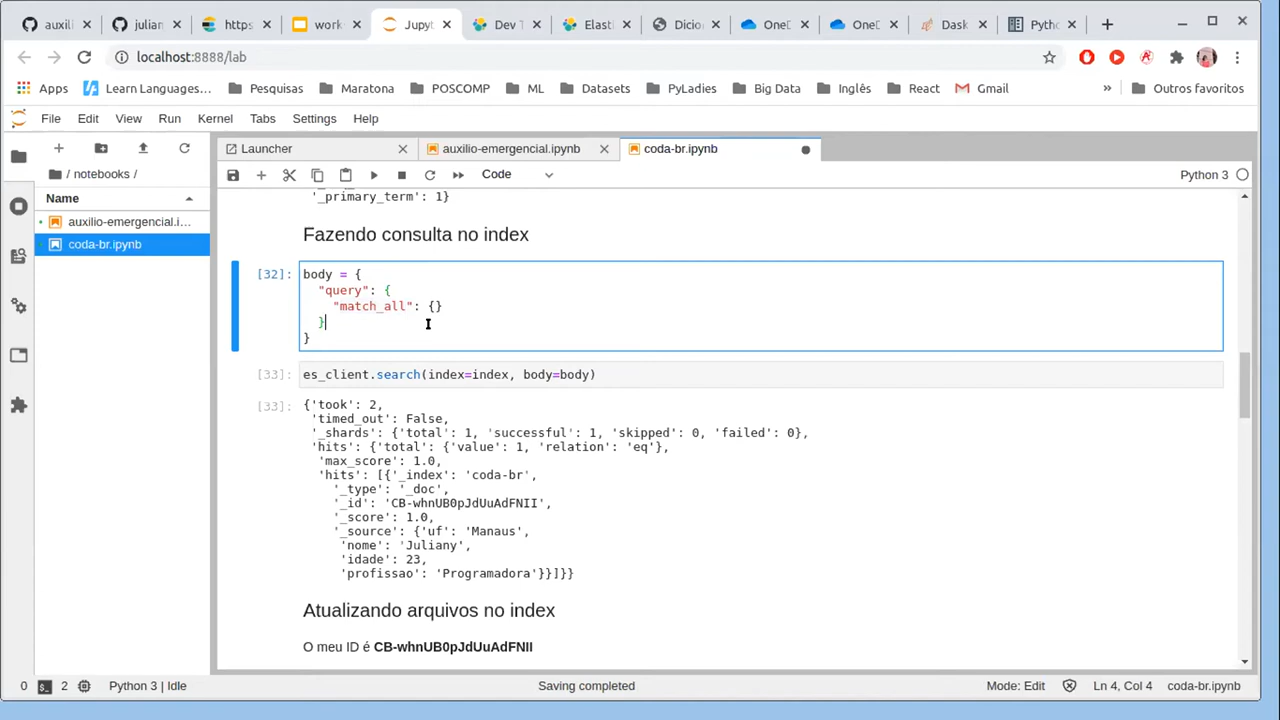 auxili
julian
https
work
Jupyt
Dev T
Elasti
Dicio
OneD
OneD
Dask
Pytho
localhost:8888/lab
Apps
Learn Languages...
Pesquisas
Maratona
POSCOMP
ML
Datasets
PyLadies
Big Data
Inglês
React
Gmail
»
Outros favoritos
File Edit View Run Kernel Tabs Settings Help
Launcher
auxilio-emergencial.ipynb
coda-br.ipynb
Code
Python 3
/ notebooks /
Name
auxilio-emergencial.i...
coda-br.ipynb
'_primary_term': 1}
Fazendo consulta no index
[32]:
body = {
"query": {
"match_all": {}
}
}
[33]:
es_client.search(index=index, body=body)
[33]:
{'took': 2,
'timed_out': False,
'_shards': {'total': 1, 'successful': 1, 'skipped': 0, 'failed': 0},
'hits': {'total': {'value': 1, 'relation': 'eq'},
'max_score': 1.0,
'hits': [{'_index': 'coda-br',
'_type': '_doc',
'_id': 'CB-whnUB0pJdUuAdFNII',
'_score': 1.0,
'_source': {'uf': 'Manaus',
'nome': 'Juliany',
'idade': 23,
'profissao': 'Programadora'}}]}}
Atualizando arquivos no index
O meu ID é CB-whnUB0pJdUuAdFNII
0
2
Python 3 | Idle
Saving completed
Mode: Edit
Ln 4, Col 4
coda-br.ipynb